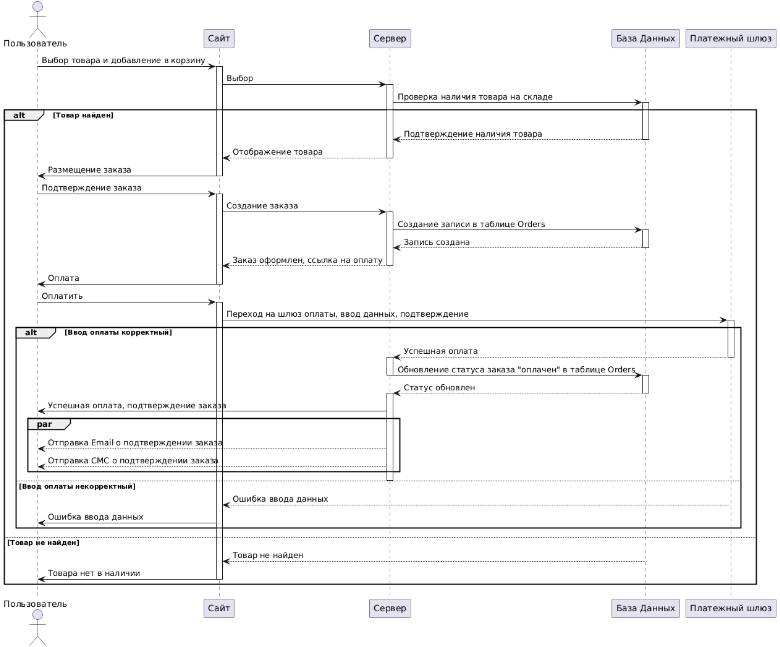 Пользователь
Сайт
Сервер
База Данных
Платежный шлюз
Выбор товара и добавление в корзину
Выбор
Проверка наличия товара на складе
alt [Товар найден]
Подтверждение наличия товара
Отображение товара
Размещение заказа
Подтверждение заказа
Создание заказа
Создание записи в таблице Orders
Запись создана
Заказ оформлен, ссылка на оплату
Оплата
Оплатить
Переход на шлюз оплаты, ввод данных, подтверждение
alt [Ввод оплаты корректный]
Успешная оплата
Обновление статуса заказа "оплачен" в таблице Orders
Статус обновлен
Успешная оплата, подтверждение заказа
par
Отправка Email о подтверждении заказа
Отправка СМС о подтверждении заказа
[Ввод оплаты некорректный]
Ошибка ввода данных
Ошибка ввода данных
[Товар не найден]
Товар не найден
Товара нет в наличии
Пользователь
Сайт
Сервер
База Данных
Платежный шлюз